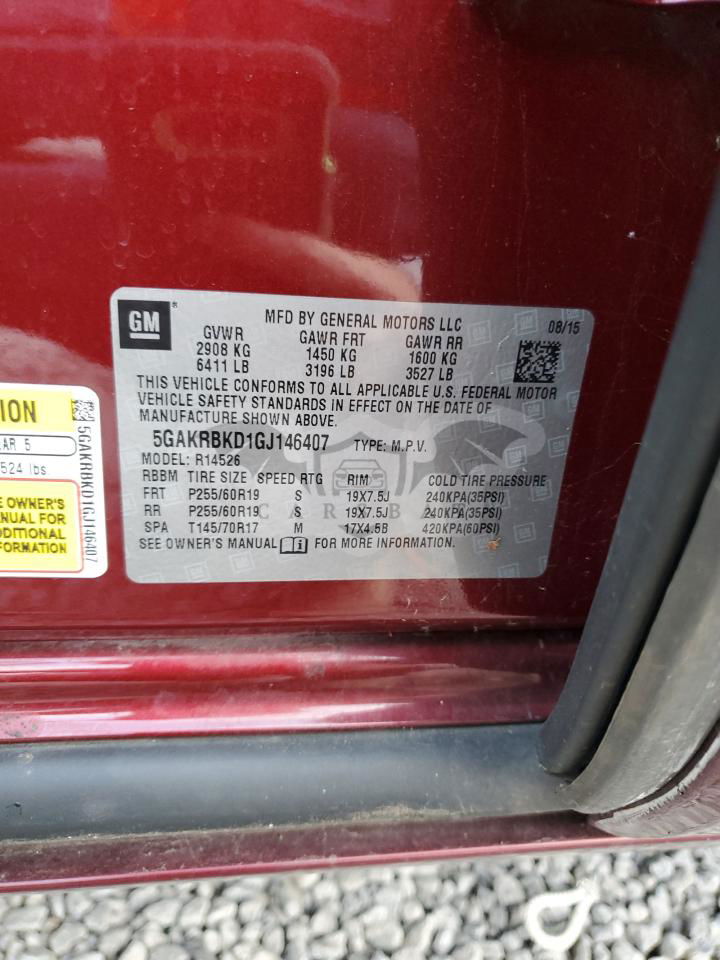 GM
MFD BY GENERAL MOTORS LLC 08/15
GVWR GAWR FRT GAWR RR
2908 KG 1450 KG 1600 KG
6411 LB 3196 LB 3527 LB
THIS VEHICLE CONFORMS TO ALL APPLICABLE U.S. FEDERAL MOTOR
VEHICLE SAFETY STANDARDS IN EFFECT ON THE DATE OF
MANUFACTURE SHOWN ABOVE.
5GAKRBKD1GJ146407 TYPE: M.P.V.
MODEL: R14526
RBBM TIRE SIZE SPEED RTG RIM COLD TIRE PRESSURE
FRT P255/60R19 S 19X7.5J 240KPA(35PSI)
RR P255/60R19 S 19X7.5J 240KPA(35PSI)
SPA T145/70R17 M 17X4.5B 420KPA(60PSI)
SEE OWNER'S MANUAL FOR MORE INFORMATION.
TION
AR 5
524 lbs.
E OWNER'S
ANUAL FOR
DDITIONAL
FORMATION
5GAKRBKD1GJ146407